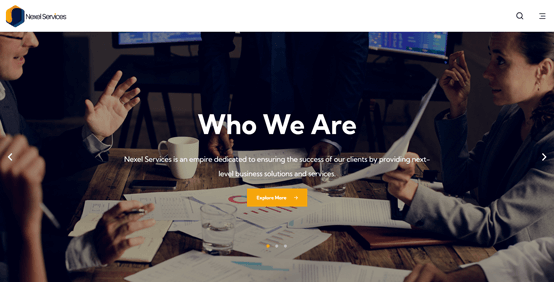 Nexel Services
Who We Are
Nexel Services is an empire dedicated to ensuring the success of our clients by providing next-
level business solutions and services.
Explore More